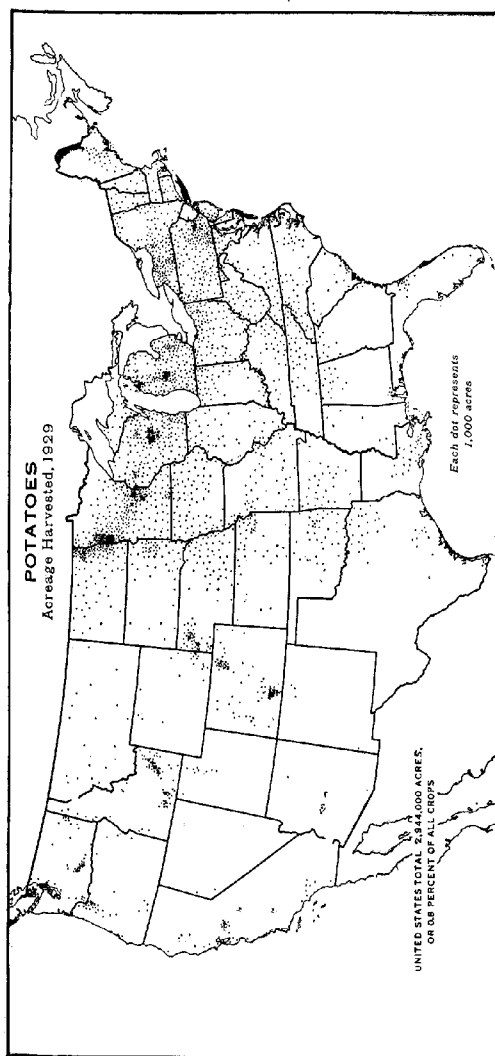 POTATOES
Acreage Harvested, 1929
Each dot represents
1,000 acres
UNITED STATES TOTAL 2,944,000 ACRES,
OR 0.8 PERCENT OF ALL CROPS